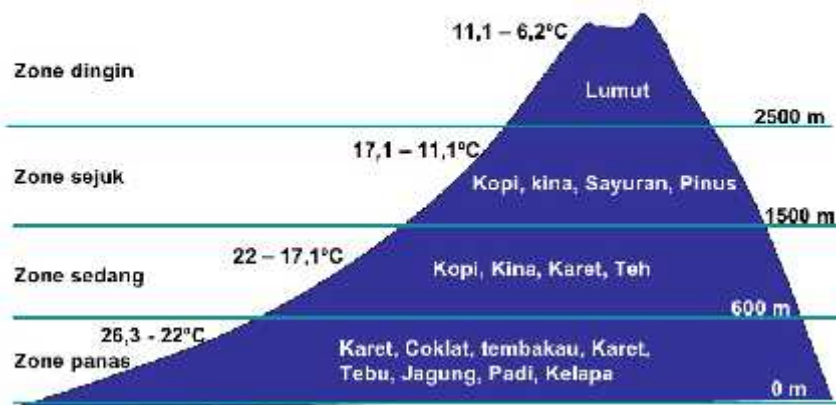 11,1 – 6,2°C
Zone dingin
Lumut
2500 m
17,1 – 11,1°C
Zone sejuk
Kopi, kina, Sayuran, Pinus
1500 m
22 – 17,1°C
Zone sedang
Kopi, Kina, Karet, Teh
600 m
26,3 - 22°C
Zone panas
Karet, Coklat, tembakau, Karet,
Tebu, Jagung, Padi, Kelapa
0 m